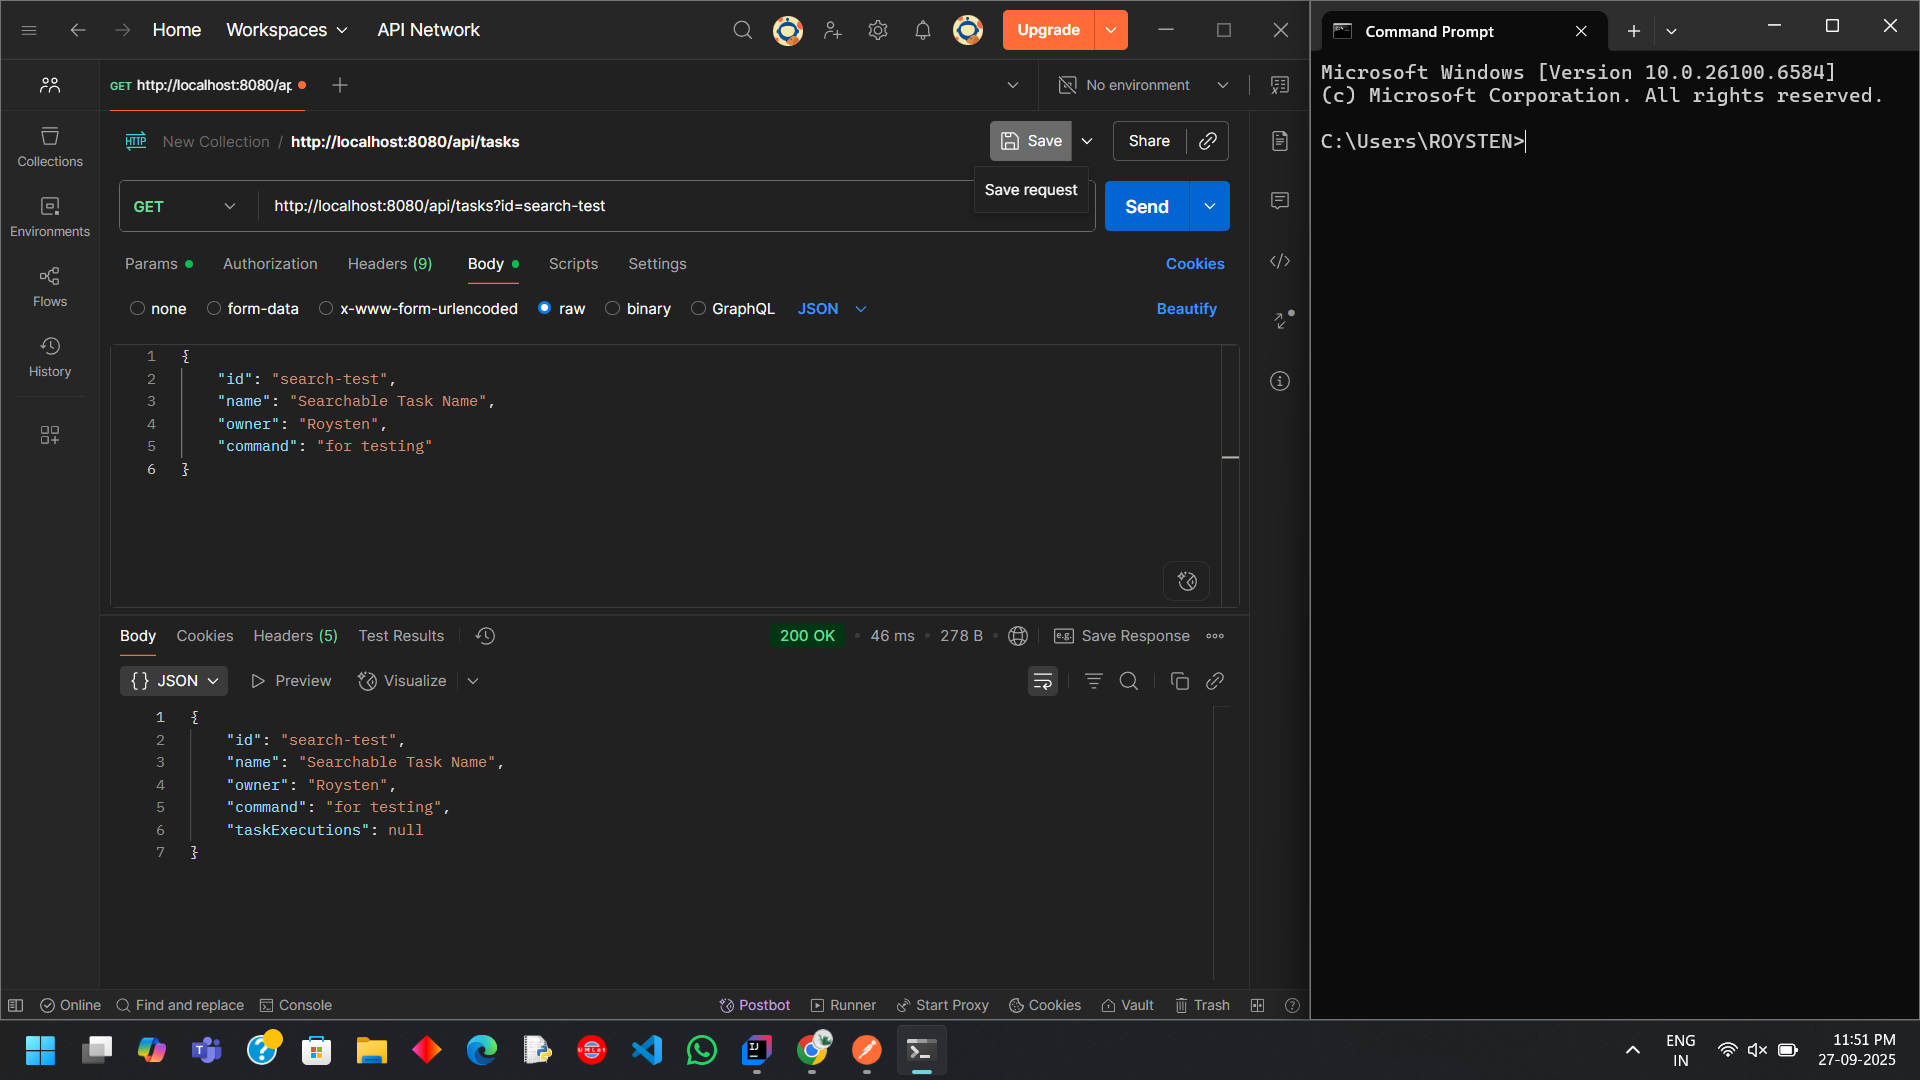 Home Workspaces API Network Upgrade
GET http://localhost:8080/ap No environment
HTTP New Collection / http://localhost:8080/api/tasks Save Share
Save request
GET http://localhost:8080/api/tasks?id=search-test Send
Collections
Environments
Flows
History
Params Authorization Headers (9) Body Scripts Settings Cookies
none form-data x-www-form-urlencoded raw binary GraphQL JSON Beautify
1 {
2 "id": "search-test",
3 "name": "Searchable Task Name",
4 "owner": "Roysten",
5 "command": "for testing"
6 }
Body Cookies Headers (5) Test Results 200 OK • 46 ms • 278 B • e.g. Save Response
{} JSON Preview Visualize
1 {
2 "id": "search-test",
3 "name": "Searchable Task Name",
4 "owner": "Roysten",
5 "command": "for testing",
6 "taskExecutions": null
7 }
Online Find and replace Console Postbot Runner Start Proxy Cookies Vault Trash
Command Prompt
Microsoft Windows [Version 10.0.26100.6584]
(c) Microsoft Corporation. All rights reserved.
C:\Users\ROYSTEN>
UMLet
IJ
ENG
IN
11:51 PM
27-09-2025